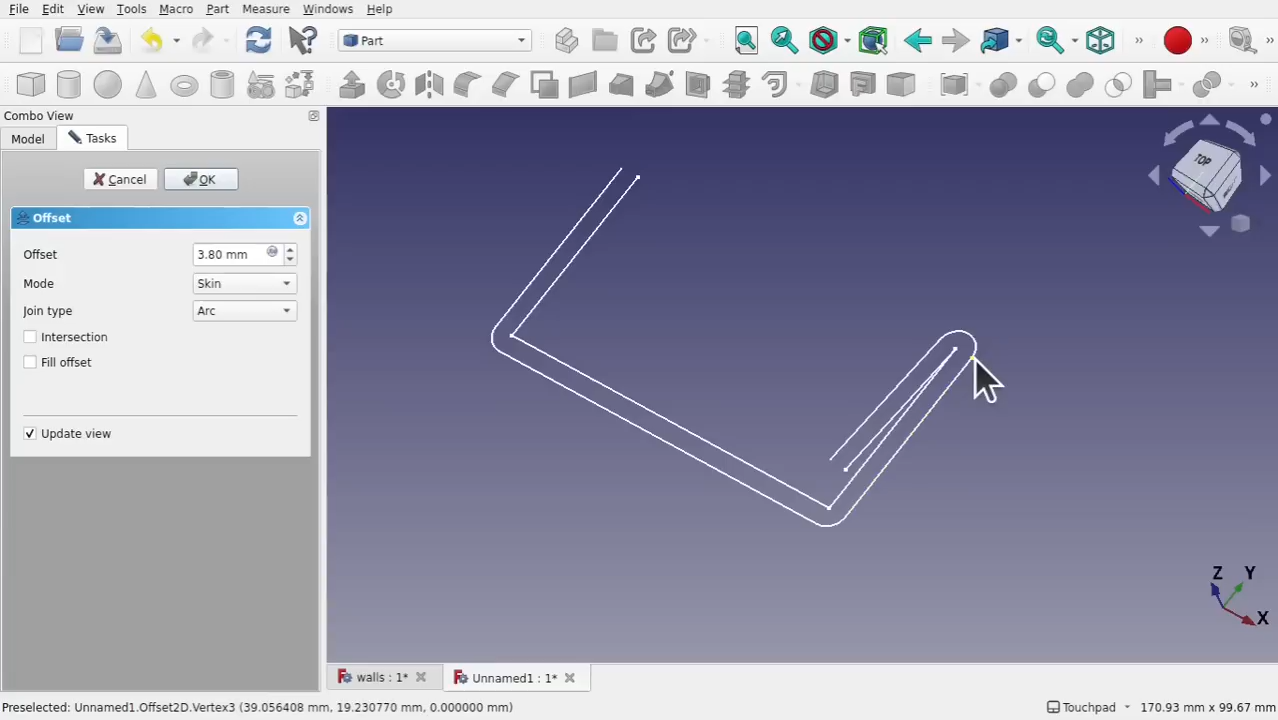 File Edit View Tools Macro Part Measure Windows Help
Part
Combo View
Model Tasks
Cancel OK
Offset
Offset 3.80 mm
Mode Skin
Join type Arc
Intersection
Fill offset
Update view
TOP
Z Y
X
walls : 1* Unnamed1 : 1*
Preselected: Unnamed1.Offset2D.Vertex3 (39.056408 mm, 19.230770 mm, 0.000000 mm) Touchpad 170.93 mm x 99.67 mm